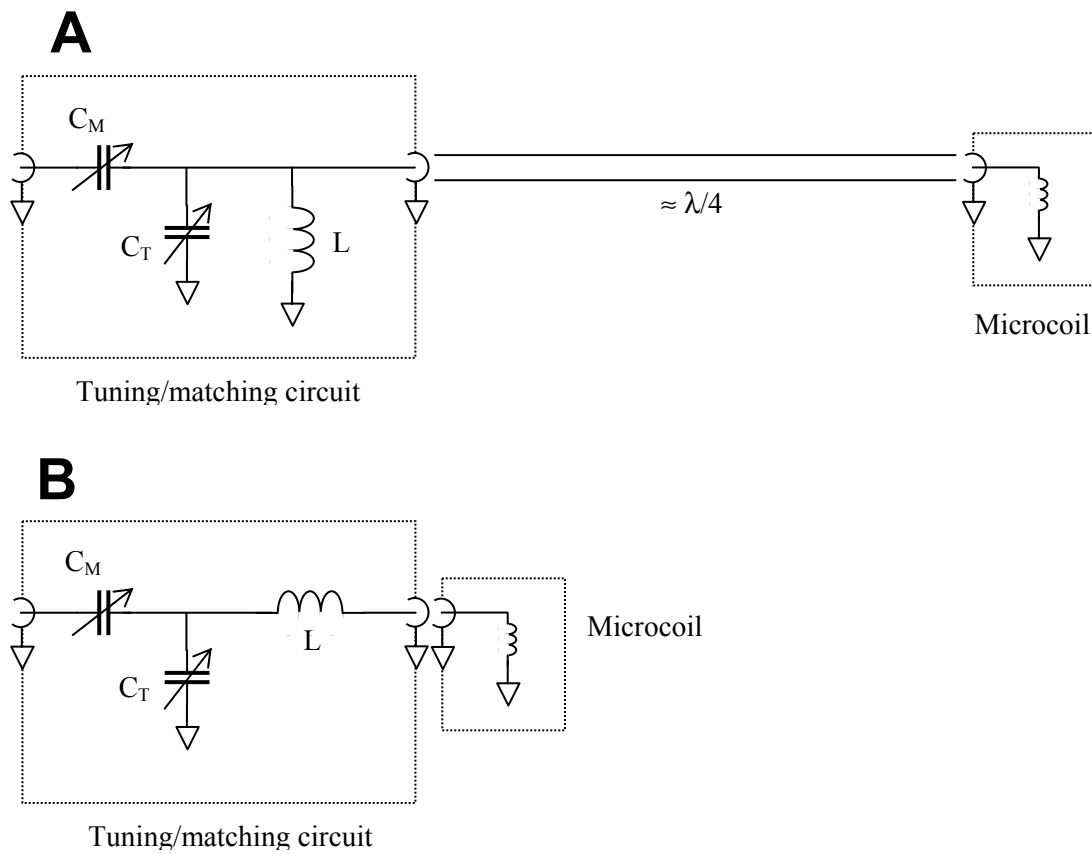 A
C_M
C_T
L
≈ λ/4
Microcoil
Tuning/matching circuit
B
C_M
L
Microcoil
C_T
Tuning/matching circuit